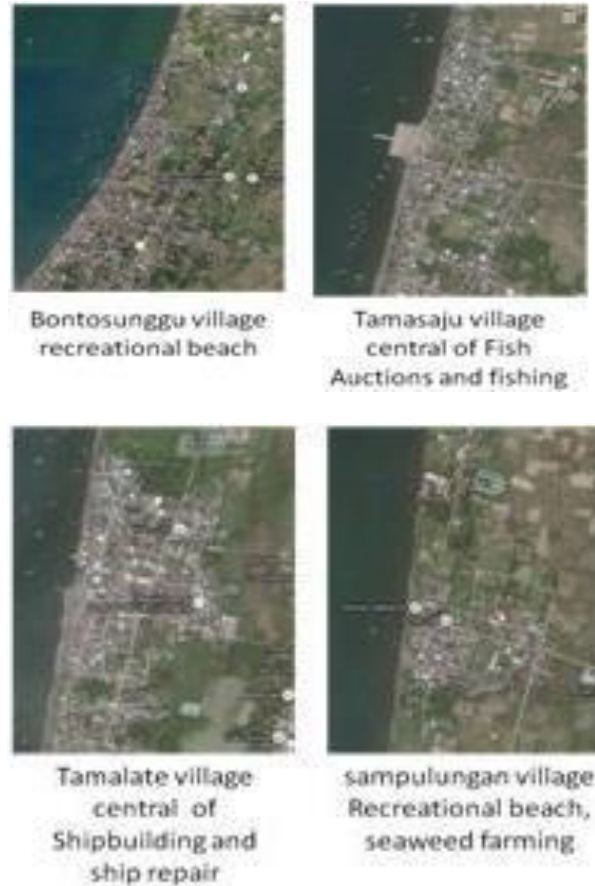 Bontosunggu village
recreational beach
Tamasaju village
central of Fish
Auctions and fishing
Tamalate village
central of
Shipbuilding and
ship repair
sampulungan village
Recreational beach,
seaweed farming